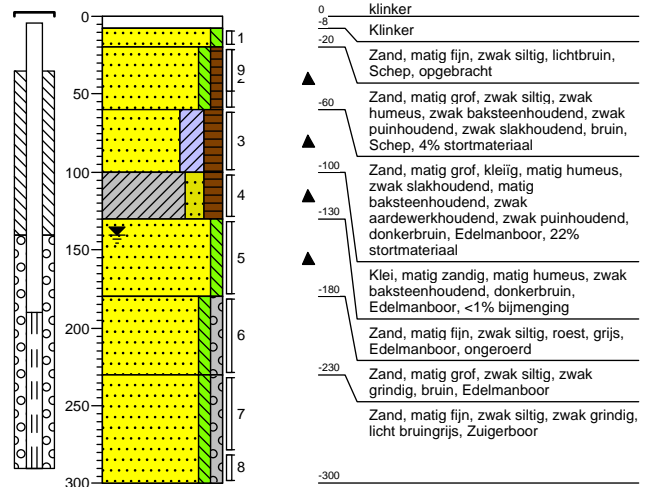 0
50
100
150
200
250
300
1
9
2
3
4
5
6
7
8
0
klinker
-8
Klinker
-20
Zand, matig fijn, zwak siltig, lichtbruin,
Schep, opgebracht
-60
Zand, matig grof, zwak siltig, zwak
humeus, zwak baksteenhoudend, zwak
puinhoudend, zwak slakhoudend, bruin,
Schep, 4% stortmateriaal
-100
Zand, matig grof, kleiïg, matig humeus,
zwak slakhoudend, matig
baksteenhoudend, zwak
aardewerkhoudend, zwak puinhoudend,
donkerbruin, Edelmanboor, 22%
stortmateriaal
-130
Klei, matig zandig, matig humeus, zwak
baksteenhoudend, donkerbruin,
Edelmanboor, <1% bijmenging
-180
Zand, matig fijn, zwak siltig, roest, grijs,
Edelmanboor, ongeroerd
-230
Zand, matig grof, zwak siltig, zwak
grindig, bruin, Edelmanboor
Zand, matig fijn, zwak siltig, zwak grindig,
licht bruingrijs, Zuigerboor
-300